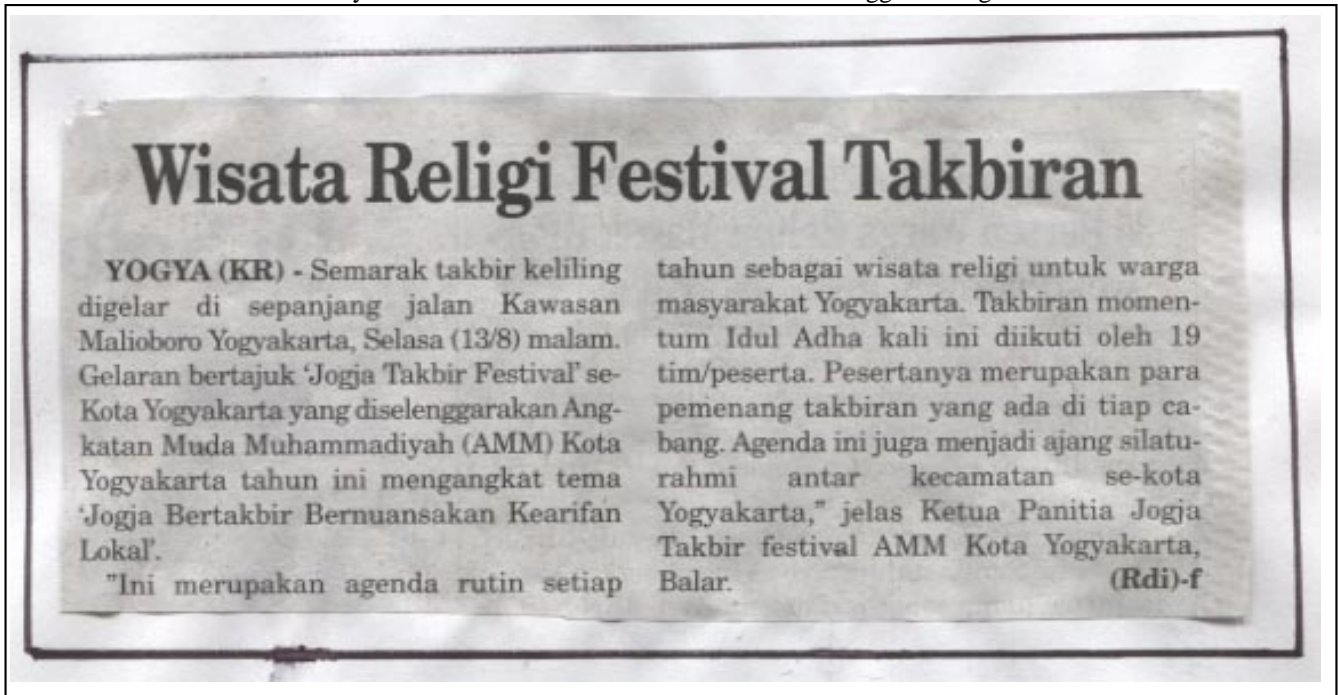 Wisata Religi Festival Takbiran
YOGYA (KR) - Semarak takbir keliling
digelar di sepanjang jalan Kawasan
Malioboro Yogyakarta, Selasa (13/8) malam.
Gelaran bertajuk 'Jogja Takbir Festival' se-
Kota Yogyakarta yang diselenggarakan Ang-
katan Muda Muhammadiyah (AMM) Kota
Yogyakarta tahun ini mengangkat tema
'Jogja Bertakbir Bernuansakan Kearifan
Lokal'.
"Ini merupakan agenda rutin setiap
tahun sebagai wisata religi untuk warga
masyarakat Yogyakarta. Takbiran momen-
tum Idul Adha kali ini diikuti oleh 19
tim/peserta. Pesertanya merupakan para
pemenang takbiran yang ada di tiap ca-
bang. Agenda ini juga menjadi ajang silatu-
rahmi antar kecamatan se-kota
Yogyakarta," jelas Ketua Panitia Jogja
Takbir festival AMM Kota Yogyakarta,
Balar. (Rdi)-f